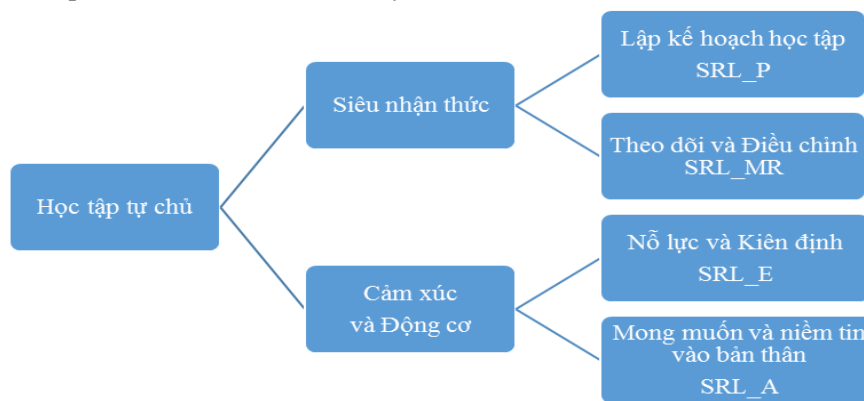 Học tập tự chủ
Siêu nhận thức
Lập kế hoạch học tập
SRL_P
Theo dõi và Điều chỉnh
SRL_MR
Cảm xúc
và Động cơ
Nỗ lực và Kiên định
SRL_E
Mong muốn và niềm tin
vào bản thân
SRL_A